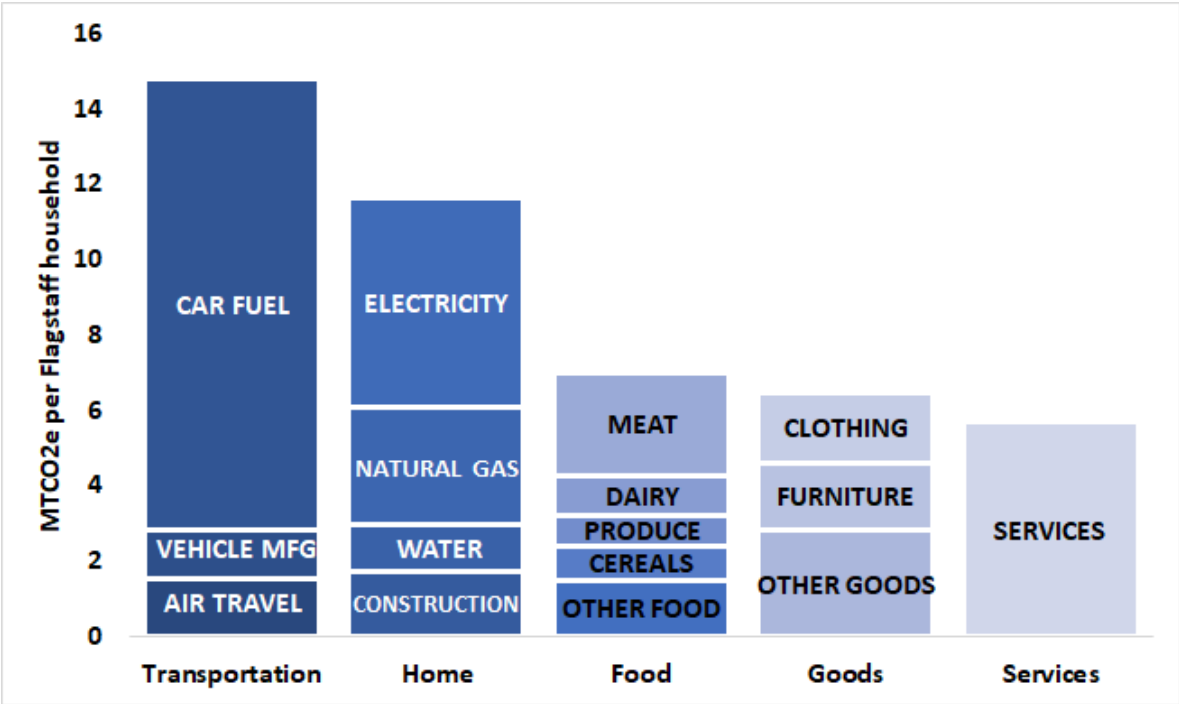 MTCO2e per Flagstaff household
16
14
12
10
8
6
4
2
0
CAR FUEL
VEHICLE MFG
AIR TRAVEL
ELECTRICITY
NATURAL GAS
WATER
CONSTRUCTION
MEAT
DAIRY
PRODUCE
CEREALS
OTHER FOOD
CLOTHING
FURNITURE
OTHER GOODS
SERVICES
Transportation
Home
Food
Goods
Services